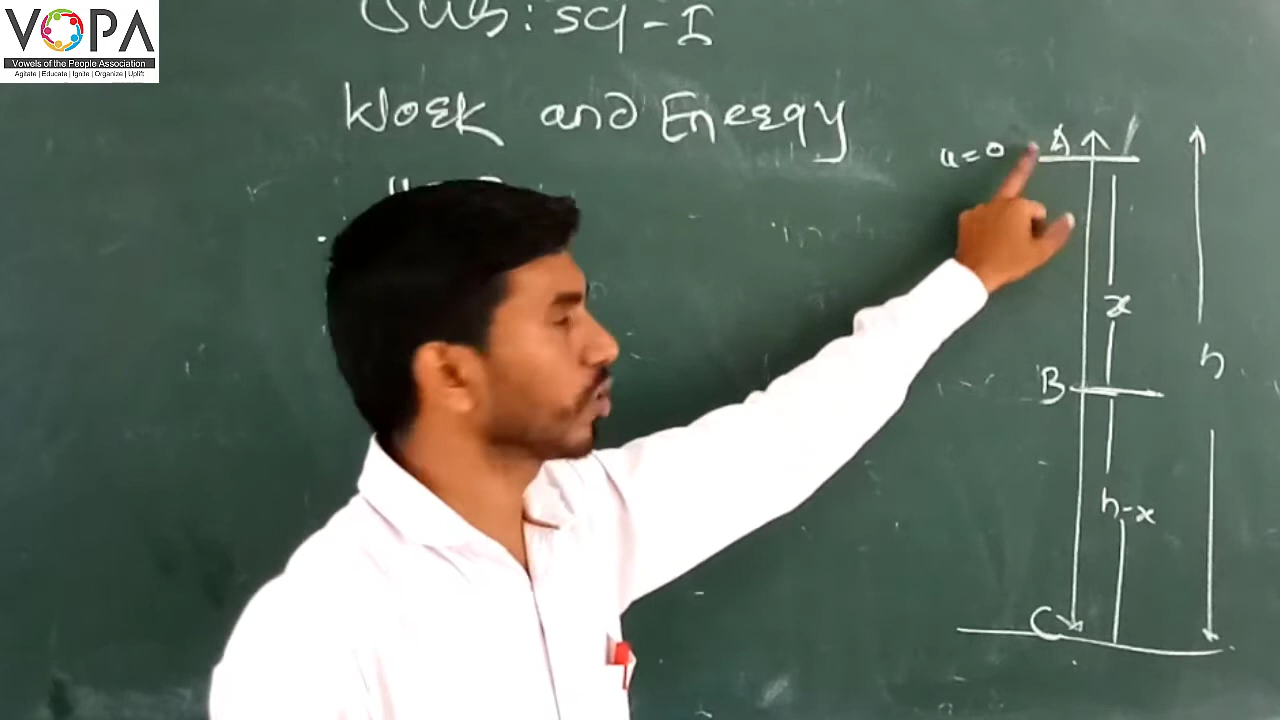 VOPA
Vowels of the People Association
Agitate | Educate | Ignite | Organize | Uplift
Sub: SCI-I
Work and Energy
u=0 A
x
B
h
h-x
C